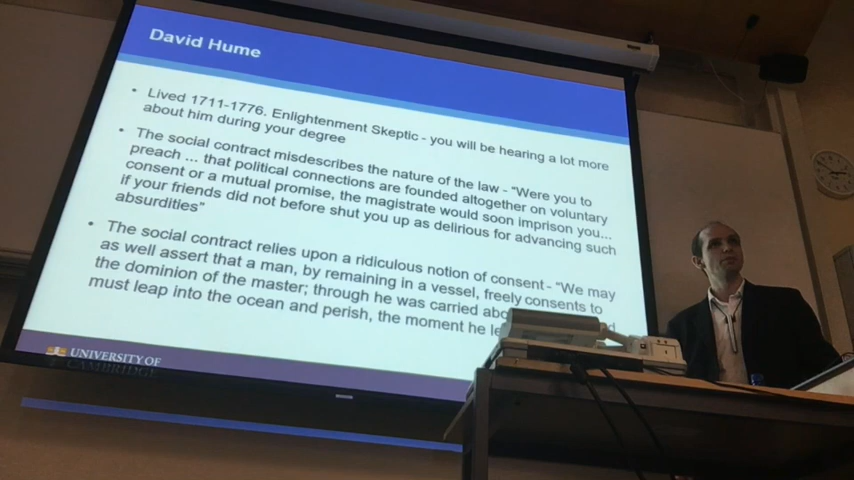 David Hume
• Lived 1711-1776. Enlightenment Skeptic - you will be hearing a lot more
about him during your degree
• The social contract misdescribes the nature of the law - "Were you to
preach ... that political connections are founded altogether on voluntary
consent or a mutual promise, the magistrate would soon imprison you...
if your friends did not before shut you up as delirious for advancing such
absurdities"
• The social contract relies upon a ridiculous notion of consent - "We may
as well assert that a man, by remaining in a vessel, freely consents to
the dominion of the master; through he was carried
must leap into the ocean and perish, the moment he
UNIVERSITY OF
CAMBRIDGE